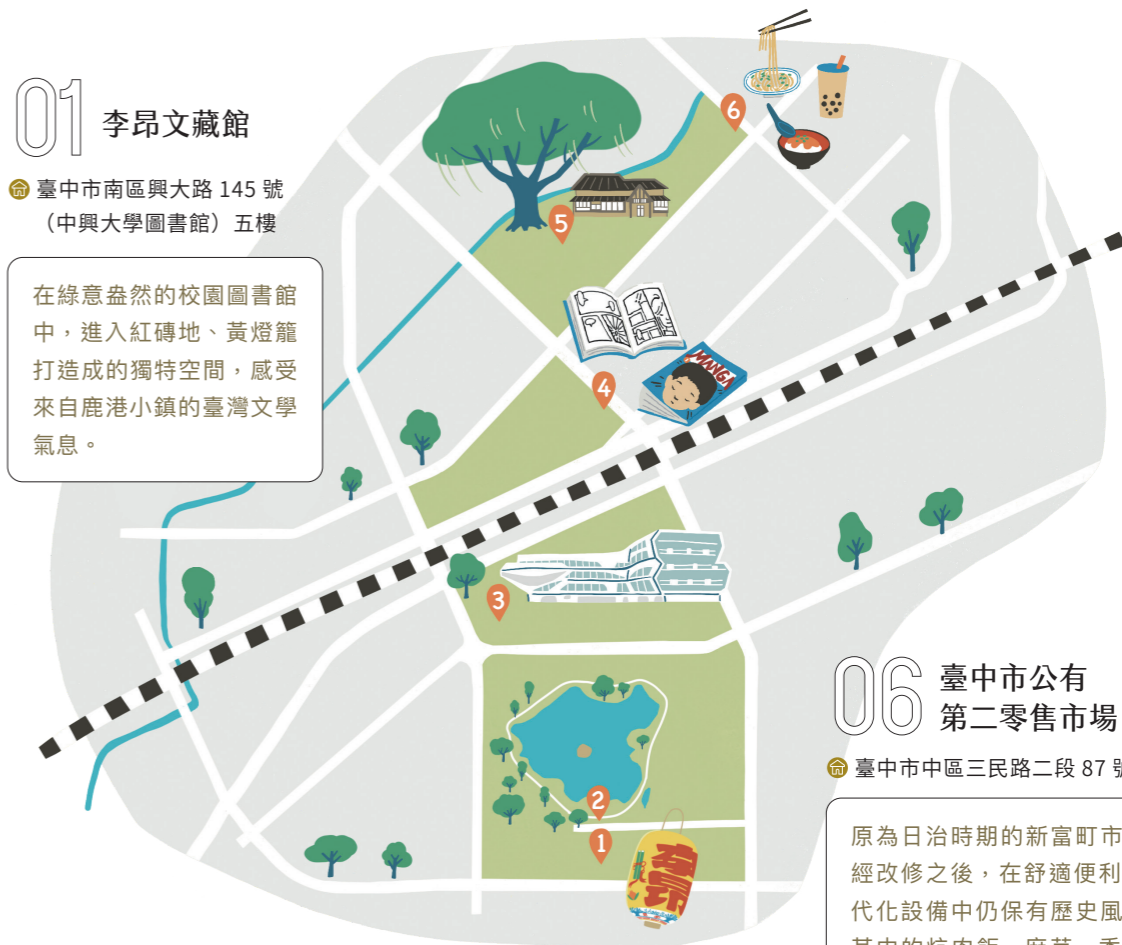 01 李昂文藏館
臺中市南區興大路 145 號
（中興大學圖書館）五樓
在綠意盎然的校園圖書館
中，進入紅磚地、黃燈籠
打造成的獨特空間，感受
來自鹿港小鎮的臺灣文學
氣息。
6
5
MANGA
4
3
2
1
李昂
06 臺中市公有
第二零售市場
臺中市中區三民路二段 87 號
原為日治時期的新富町市
經改修之後，在舒適便利
代化設備中仍保有歷史風